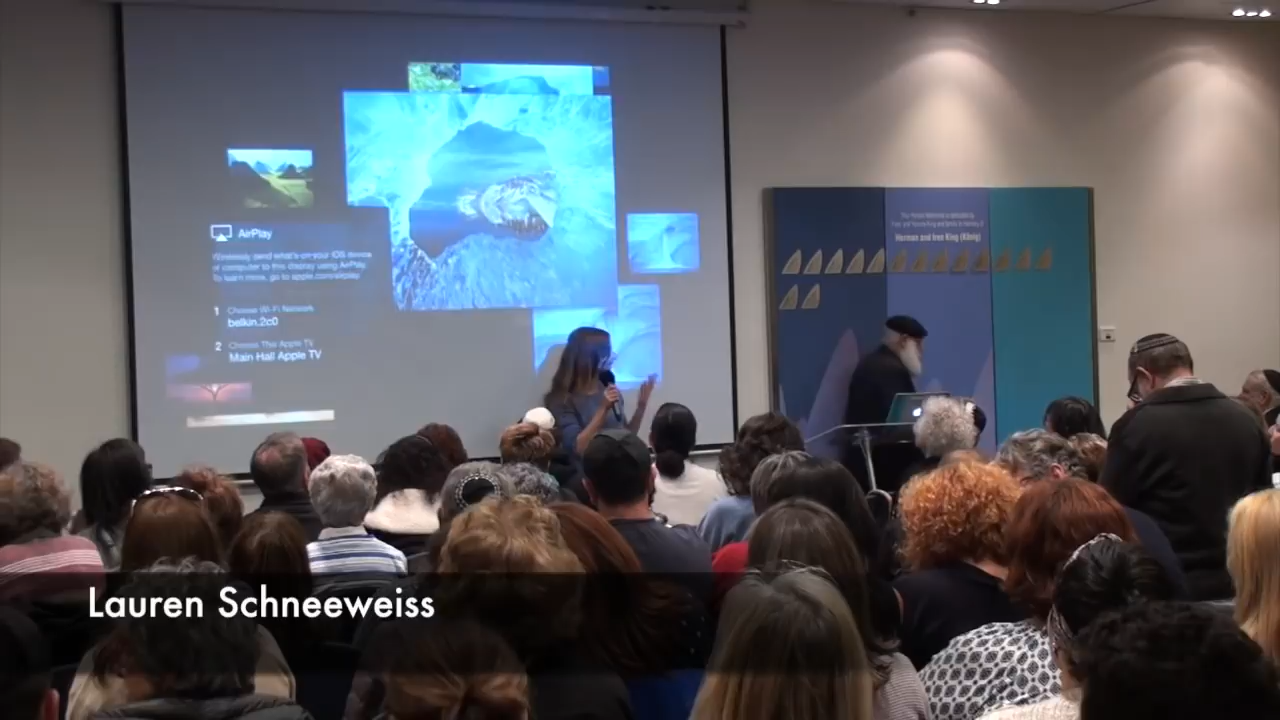 AirPlay
Wirelessly send what's on your iOS device
or computer to this display using AirPlay.
To learn more, go to apple.com/airplay
1 Choose Wi-Fi Network
belkin.2c0
2 Choose This Apple TV
Main Hall Apple TV
Herman and Iren King (König)
Lauren Schneeweiss